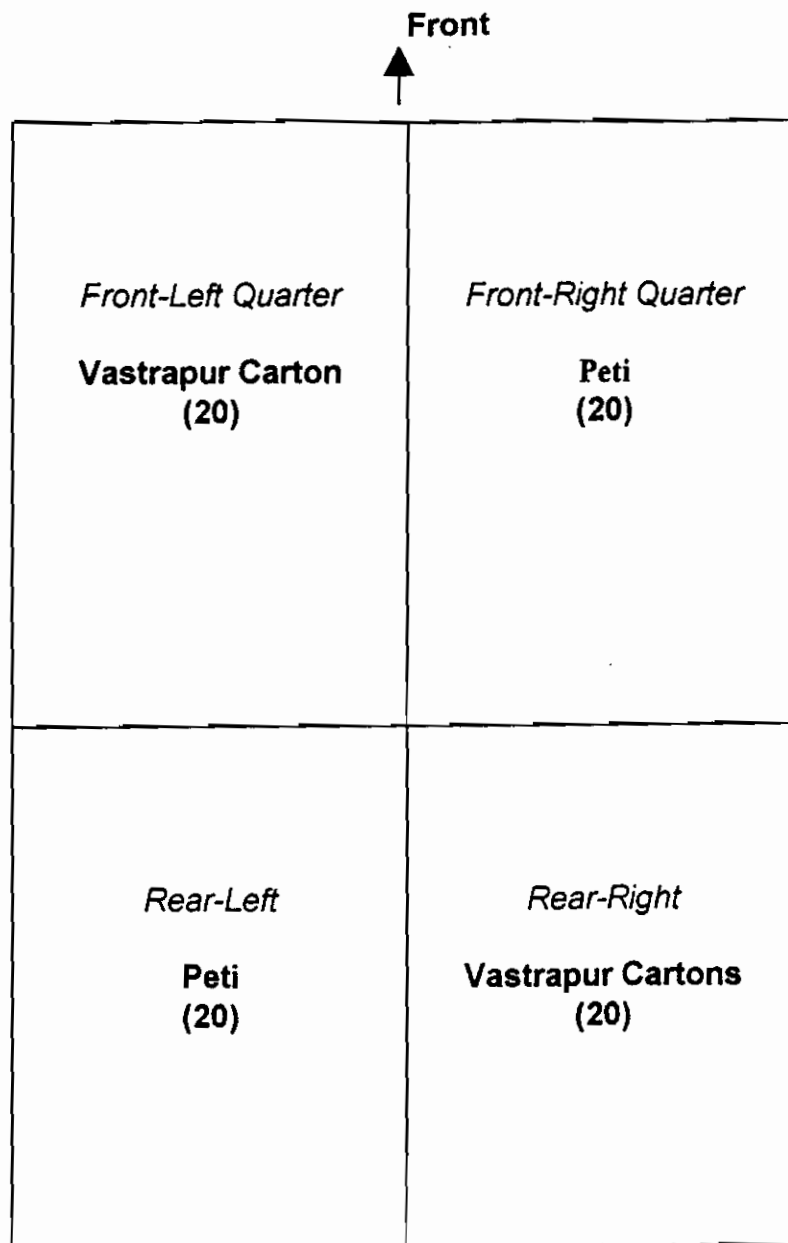 Front
Front-Left Quarter
Vastrapur Carton
(20)
Front-Right Quarter
Peti
(20)
Rear-Left
Peti
(20)
Rear-Right
Vastrapur Cartons
(20)